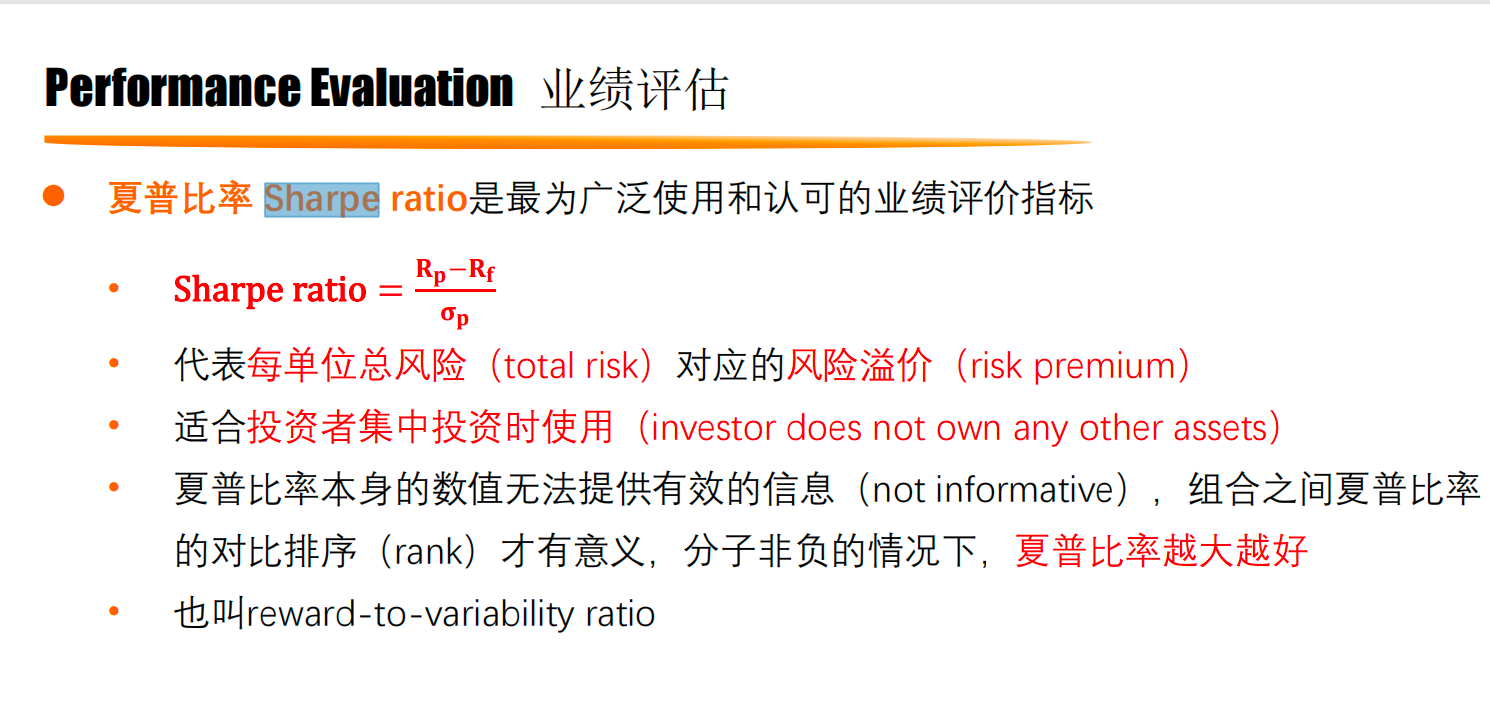 Performance Evaluation 业绩评估
夏普比率 Sharpe ratio是最为广泛使用和认可的业绩评价指标
Sharpe ratio = (Rp−Rf)/σp
代表每单位总风险（total risk）对应的风险溢价（risk premium）
适合投资者集中投资时使用（investor does not own any other assets）
夏普比率本身的数值无法提供有效的信息（not informative），组合之间夏普比率
的对比排序（rank）才有意义，分子非负的情况下，夏普比率越大越好
也叫reward-to-variability ratio